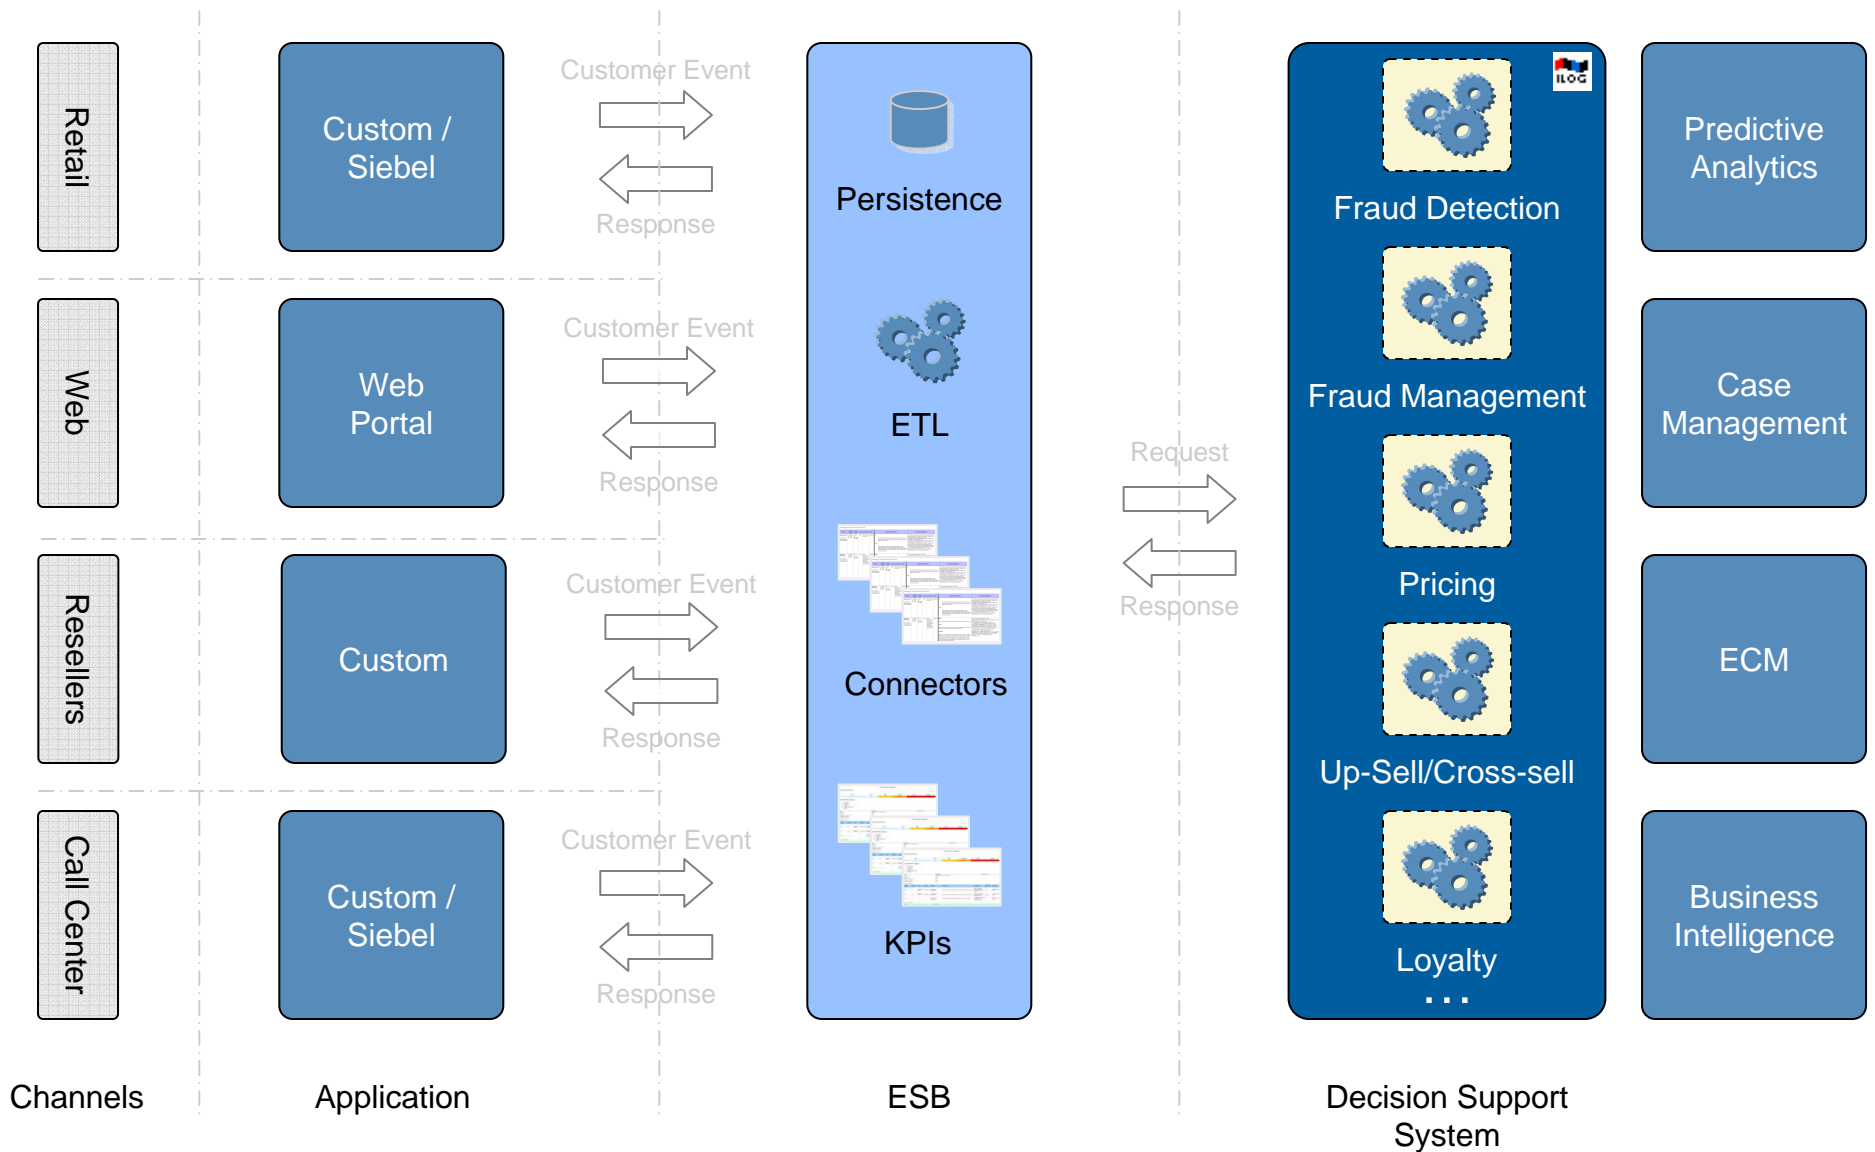 Retail
Custom /
Siebel
Customer Event
Response
Web
Web
Portal
Customer Event
Response
Resellers
Custom
Customer Event
Response
Call Center
Custom /
Siebel
Customer Event
Response
Persistence
ETL
Connectors
KPIs
Request
Response
ILOG
Fraud Detection
Fraud Management
Pricing
Up-Sell/Cross-sell
Loyalty
...
Predictive
Analytics
Case
Management
ECM
Business
Intelligence
Channels
Application
ESB
Decision Support
System